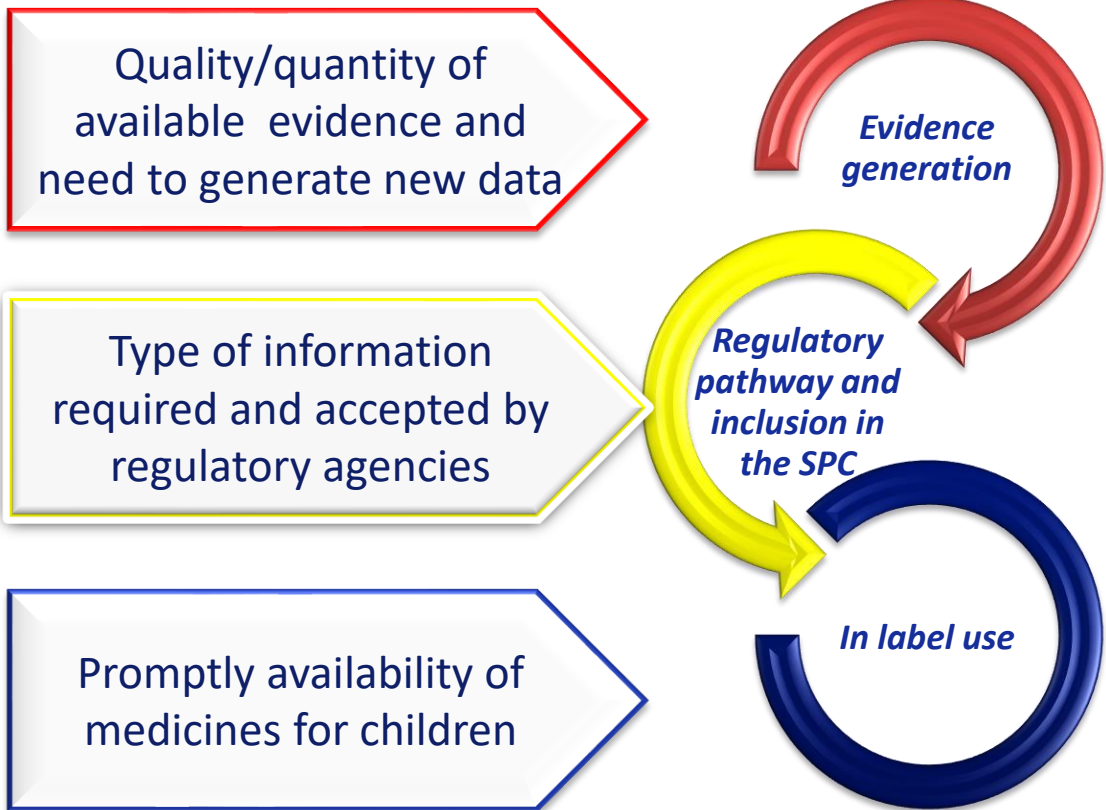 Quality/quantity of
available evidence and
need to generate new data
Evidence
generation
Type of information
required and accepted by
regulatory agencies
Regulatory
pathway and
inclusion in
the SPC
Promptly availability of
medicines for children
In label use